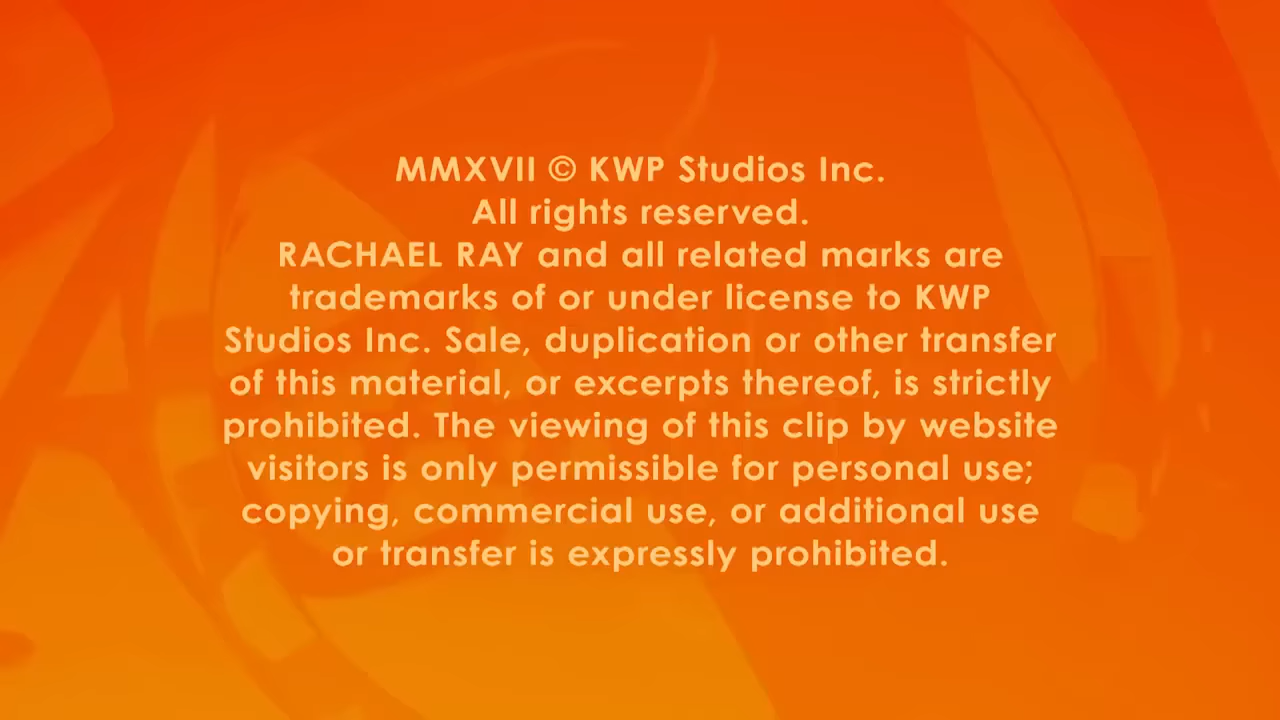 MMXVII © KWP Studios Inc.
All rights reserved.
RACHAEL RAY and all related marks are
trademarks of or under license to KWP
Studios Inc. Sale, duplication or other transfer
of this material, or excerpts thereof, is strictly
prohibited. The viewing of this clip by website
visitors is only permissible for personal use;
copying, commercial use, or additional use
or transfer is expressly prohibited.